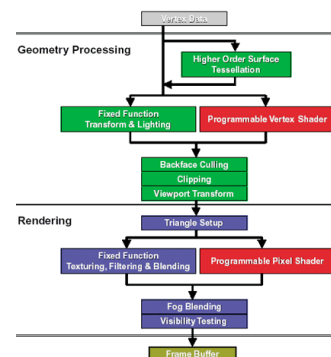 Vertex Data
Geometry Processing
Higher Order Surface
Tessellation
Fixed Function
Transform & Lighting
Programmable Vertex Shader
Backface Culling
Clipping
Viewport Transform
Rendering
Triangle Setup
Fixed Function
Texturing, Filtering & Blending
Programmable Pixel Shader
Fog Blending
Visibility Testing
Frame Buffer